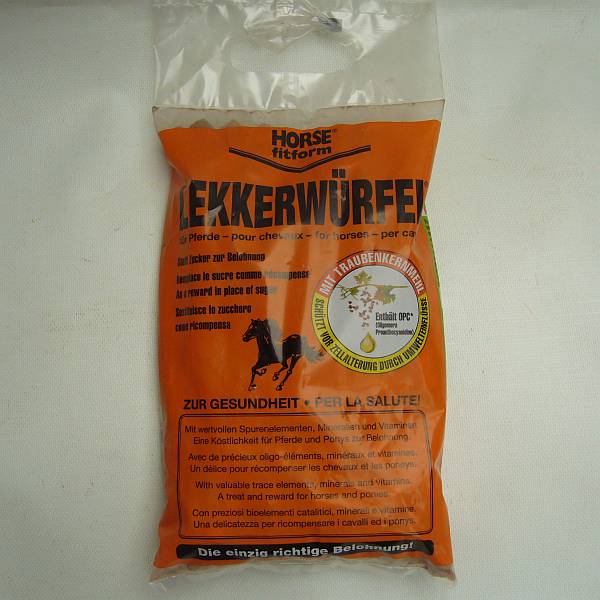 HORSE®
fitform
LEKKERWÜRFEL
für Pferde – pour chevaux – for horses – per cav
Statt Zucker zur Belohnung
Remplace le sucre comme récompense
As a reward in place of sugar
Sostituisce lo zucchero
come ricompensa
MIT TRAUBENKERNMEHL
Enthält OPC*
(Oligomere
Proanthocyanidine)
SCHÜTZT VOR ZELLALTERUNG DURCH UMWELTEINFLÜSSE
ZUR GESUNDHEIT • PER LA SALUTE!
Mit wertvollen Spurenelementen, Mineralien und Vitaminen
Eine Köstlichkeit für Pferde und Ponys zur Belohnung.
Avec de précieux oligo-éléments, minéraux et vitamines.
Un délice pour récompenser les chevaux et les poneys.
With valuable trace elements, minerals and vitamins.
A treat and reward for horses and ponies.
Con preziosi bioelementi catalitici, minerali e vitamine.
Una delicatezza per ricompensare i cavalli ed i ponys.
Die einzig richtige Belohnung!